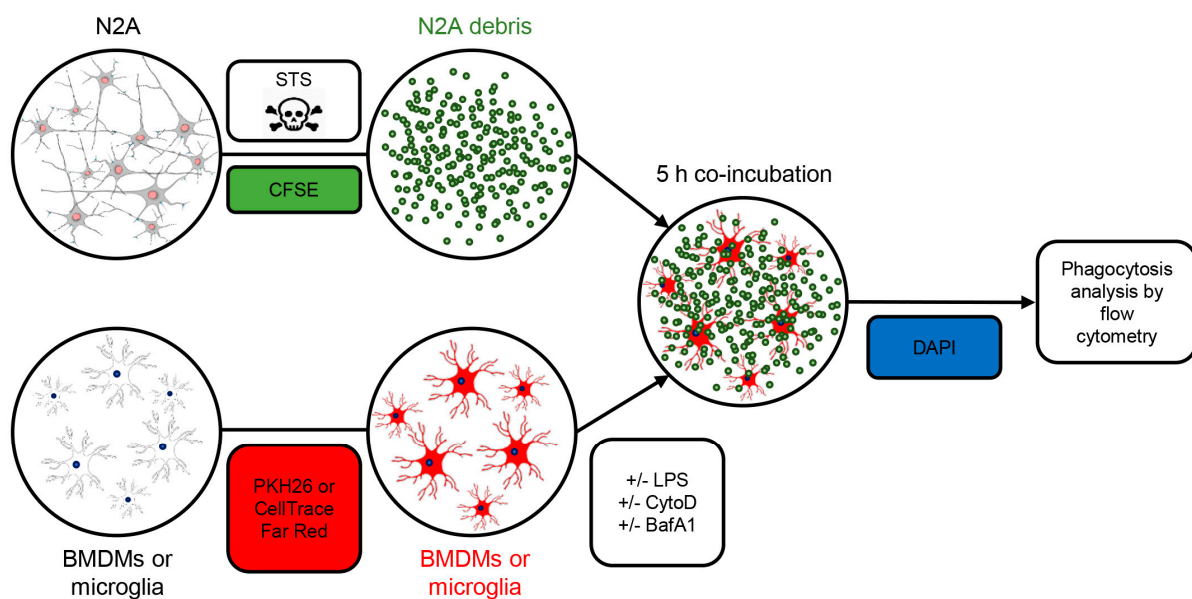 N2A
STS
CFSE
N2A debris
5 h co-incubation
BMDMs or
microglia
PKH26 or
CellTrace
Far Red
BMDMs or
microglia
+/- LPS
+/- CytoD
+/- BafA1
DAPI
Phagocytosis
analysis by
flow
cytometry